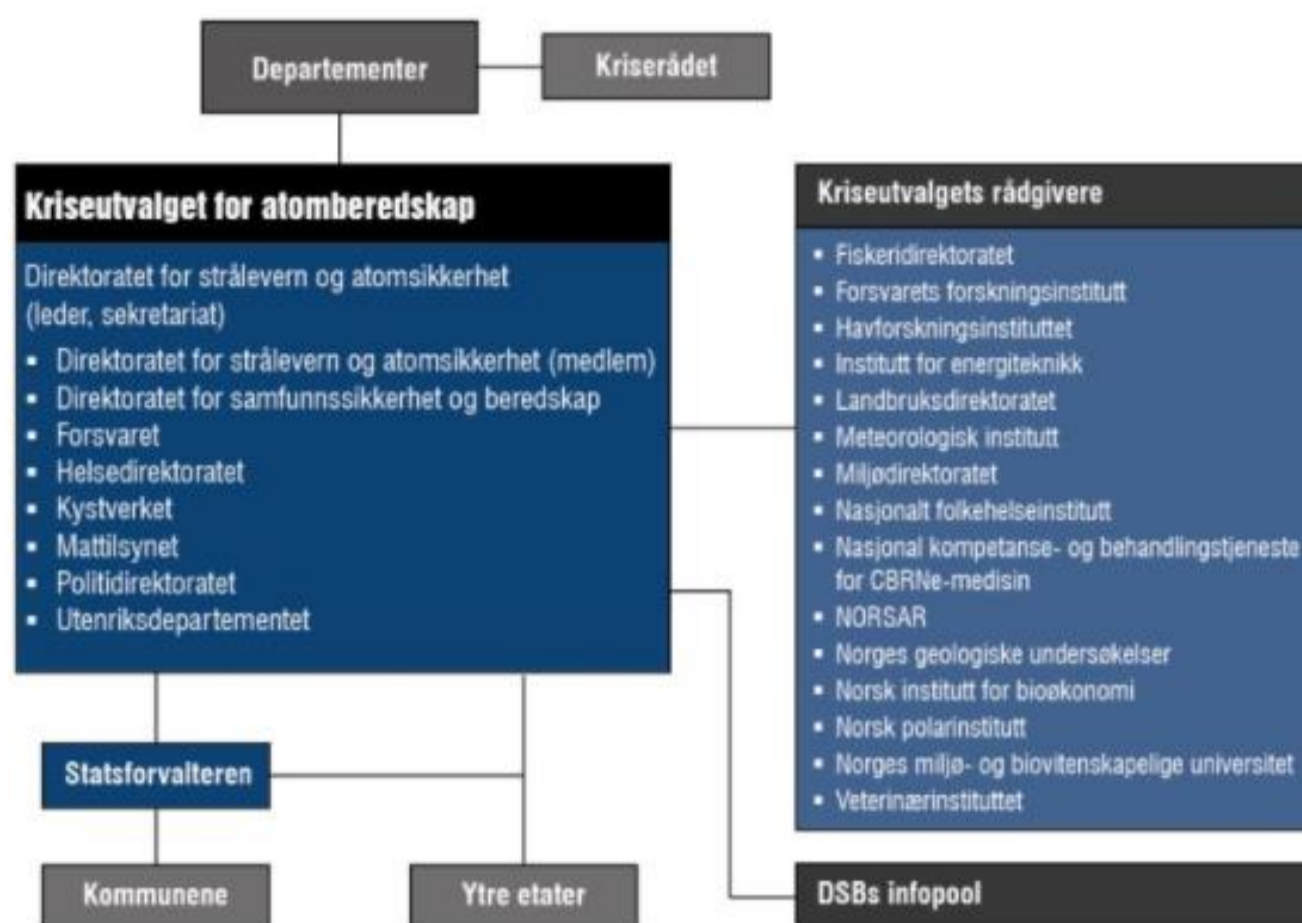 Departementer
Kriserådet
Kriseutvalget for atomberedskap
Direktoratet for strålevern og atomsikkerhet
(leder, sekretariat)
▪ Direktoratet for strålevern og atomsikkerhet (medlem)
▪ Direktoratet for samfunnssikkerhet og beredskap
▪ Forsvaret
▪ Helsedirektoratet
▪ Kystverket
▪ Mattilsynet
▪ Politidirektoratet
▪ Utenriksdepartementet
Kriseutvalgets rådgivere
▪ Fiskeridirektoratet
▪ Forsvarets forskningsinstitutt
▪ Havforskningsinstituttet
▪ Institutt for energiteknikk
▪ Landbruksdirektoratet
▪ Meteorologisk institutt
▪ Miljødirektoratet
▪ Nasjonalt folkehelseinstitutt
▪ Nasjonal kompetanse- og behandlingstjeneste
for CBRNe-medisin
▪ NORSAR
▪ Norges geologiske undersøkelser
▪ Norsk institutt for bioøkonomi
▪ Norsk polarinstitutt
▪ Norges miljø- og biovitenskapelige universitet
▪ Veterinærinstituttet
Statsforvalteren
Kommunene
Ytre etater
DSBs infopool